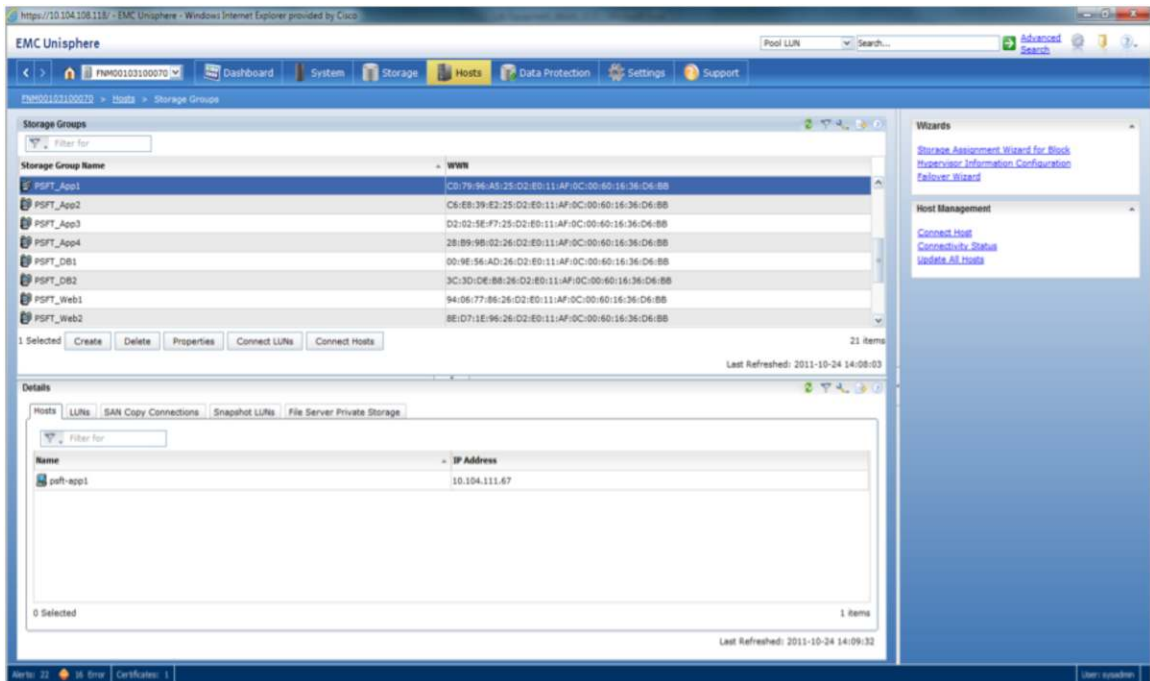 https://10.104.108.118/ - EMC Unisphere - Windows Internet Explorer provided by Cisco
EMC Unisphere
Pool LUN Search... Advanced Search
FNM00103100070 Dashboard System Storage Hosts Data Protection Settings Support
FNM00103100070 > Hosts > Storage Groups
Storage Groups
Filter for
Storage Group Name WWN
PSFT_App1 C0:79:96:A5:25:D2:E0:11:AF:0C:00:60:16:36:D6:BB
PSFT_App2 C6:E8:39:E2:25:D2:E0:11:AF:0C:00:60:16:36:D6:BB
PSFT_App3 D2:02:5E:F7:25:D2:E0:11:AF:0C:00:60:16:36:D6:BB
PSFT_App4 28:B9:9B:02:26:D2:E0:11:AF:0C:00:60:16:36:D6:BB
PSFT_DB1 00:9E:56:AD:26:D2:E0:11:AF:0C:00:60:16:36:D6:BB
PSFT_DB2 3C:3D:DE:B8:26:D2:E0:11:AF:0C:00:60:16:36:D6:BB
PSFT_Web1 94:06:77:86:26:D2:E0:11:AF:0C:00:60:16:36:D6:BB
PSFT_Web2 8E:D7:1E:96:26:D2:E0:11:AF:0C:00:60:16:36:D6:BB
1 Selected Create Delete Properties Connect LUNs Connect Hosts 21 items
Last Refreshed: 2011-10-24 14:08:03
Details
Hosts LUNs SAN Copy Connections Snapshot LUNs File Server Private Storage
Filter for
Name IP Address
psft-app1 10.104.111.67
0 Selected 1 items
Last Refreshed: 2011-10-24 14:09:32
Wizards
Storage Assignment Wizard for Block
Hypervisor Information Configuration
Failover Wizard
Host Management
Connect Host
Connectivity Status
Update All Hosts
Alerts: 22 16 Error Certificates: 1 User: sysadmin